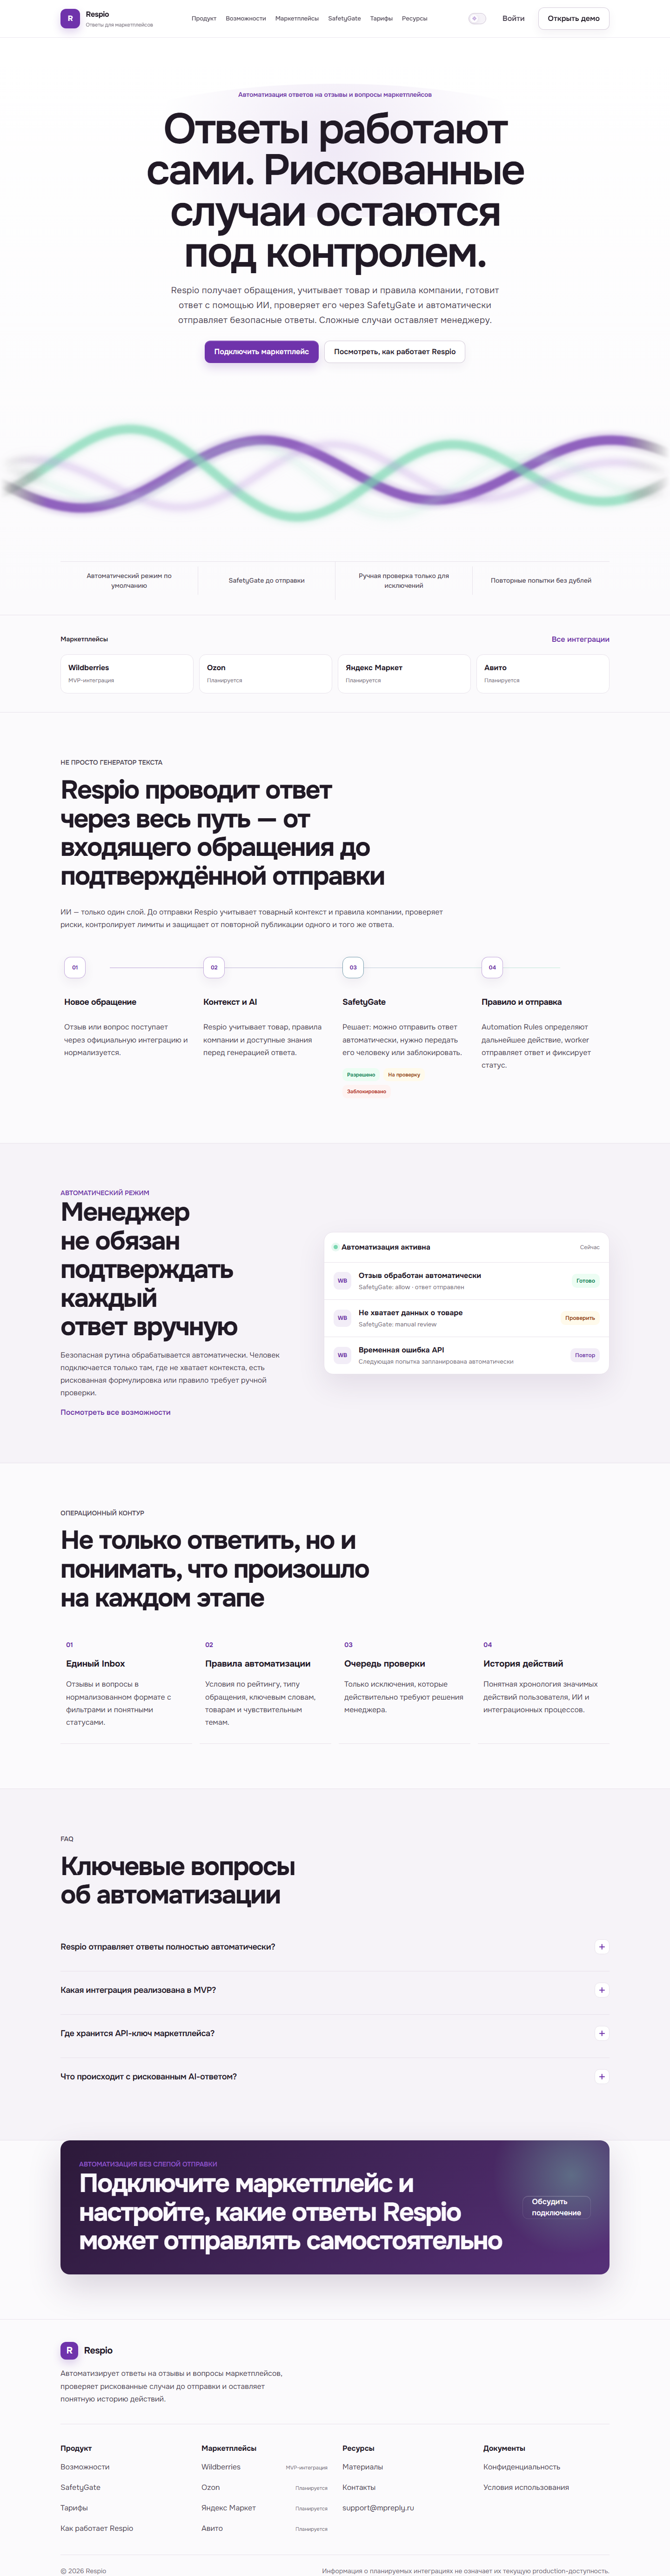 R
Respio
Ответы для маркетплейсов
Продукт
Возможности
Маркетплейсы
SafetyGate
Тарифы
Ресурсы
Войти
Открыть демо
Автоматизация ответов на отзывы и вопросы маркетплейсов
Ответы работают
сами. Рискованные
случаи остаются
под контролем.
Respio получает обращения, учитывает товар и правила компании, готовит
ответ с помощью ИИ, проверяет его через SafetyGate и автоматически
отправляет безопасные ответы. Сложные случаи оставляет менеджеру.
Подключить маркетплейс
Посмотреть, как работает Respio
Автоматический режим по
умолчанию
SafetyGate до отправки
Ручная проверка только для
исключений
Повторные попытки без дублей
Маркетплейсы
Все интеграции
Wildberries
MVP-интеграция
Ozon
Планируется
Яндекс Маркет
Планируется
Авито
Планируется
НЕ ПРОСТО ГЕНЕРАТОР ТЕКСТА
Respio проводит ответ
через весь путь — от
входящего обращения до
подтверждённой отправки
ИИ — только один слой. До отправки Respio учитывает товарный контекст и правила компании, проверяет
риски, контролирует лимиты и защищает от повторной публикации одного и того же ответа.
01
Новое обращение
Отзыв или вопрос поступает
через официальную интеграцию и
нормализуется.
02
Контекст и AI
Respio учитывает товар, правила
компании и доступные знания
перед генерацией ответа.
03
SafetyGate
Решает: можно отправить ответ
автоматически, нужно передать
его человеку или заблокировать.
Разрешено
На проверку
Заблокировано
04
Правило и отправка
Automation Rules определяют
дальнейшее действие, worker
отправляет ответ и фиксирует
статус.
АВТОМАТИЧЕСКИЙ РЕЖИМ
Менеджер
не обязан
подтверждать
каждый
ответ вручную
Безопасная рутина обрабатывается автоматически. Человек
подключается только там, где не хватает контекста, есть
рискованная формулировка или правило требует ручной
проверки.
Посмотреть все возможности
Автоматизация активна
Сейчас
WB
Отзыв обработан автоматически
SafetyGate: allow · ответ отправлен
Готово
WB
Не хватает данных о товаре
SafetyGate: manual review
Проверить
WB
Временная ошибка API
Следующая попытка запланирована автоматически
Повтор
ОПЕРАЦИОННЫЙ КОНТУР
Не только ответить, но и
понимать, что произошло
на каждом этапе
01
Единый Inbox
Отзывы и вопросы в
нормализованном формате с
фильтрами и понятными
статусами.
02
Правила автоматизации
Условия по рейтингу, типу
обращения, ключевым словам,
товарам и чувствительным
темам.
03
Очередь проверки
Только исключения, которые
действительно требуют решения
менеджера.
04
История действий
Понятная хронология значимых
действий пользователя, ИИ и
интеграционных процессов.
FAQ
Ключевые вопросы
об автоматизации
Respio отправляет ответы полностью автоматически?
Какая интеграция реализована в MVP?
Где хранится API-ключ маркетплейса?
Что происходит с рискованным AI-ответом?
АВТОМАТИЗАЦИЯ БЕЗ СЛЕПОЙ ОТПРАВКИ
Подключите маркетплейс и
настройте, какие ответы Respio
может отправлять самостоятельно
Обсудить
подключение
R
Respio
Автоматизирует ответы на отзывы и вопросы маркетплейсов,
проверяет рискованные случаи до отправки и оставляет
понятную историю действий.
Продукт
Возможности
SafetyGate
Тарифы
Как работает Respio
Маркетплейсы
Wildberries
MVP-интеграция
Ozon
Планируется
Яндекс Маркет
Планируется
Авито
Планируется
Ресурсы
Материалы
Контакты
support@mpreply.ru
Документы
Конфиденциальность
Условия использования
© 2026 Respio
Информация о планируемых интеграциях не означает их текущую production-доступность.